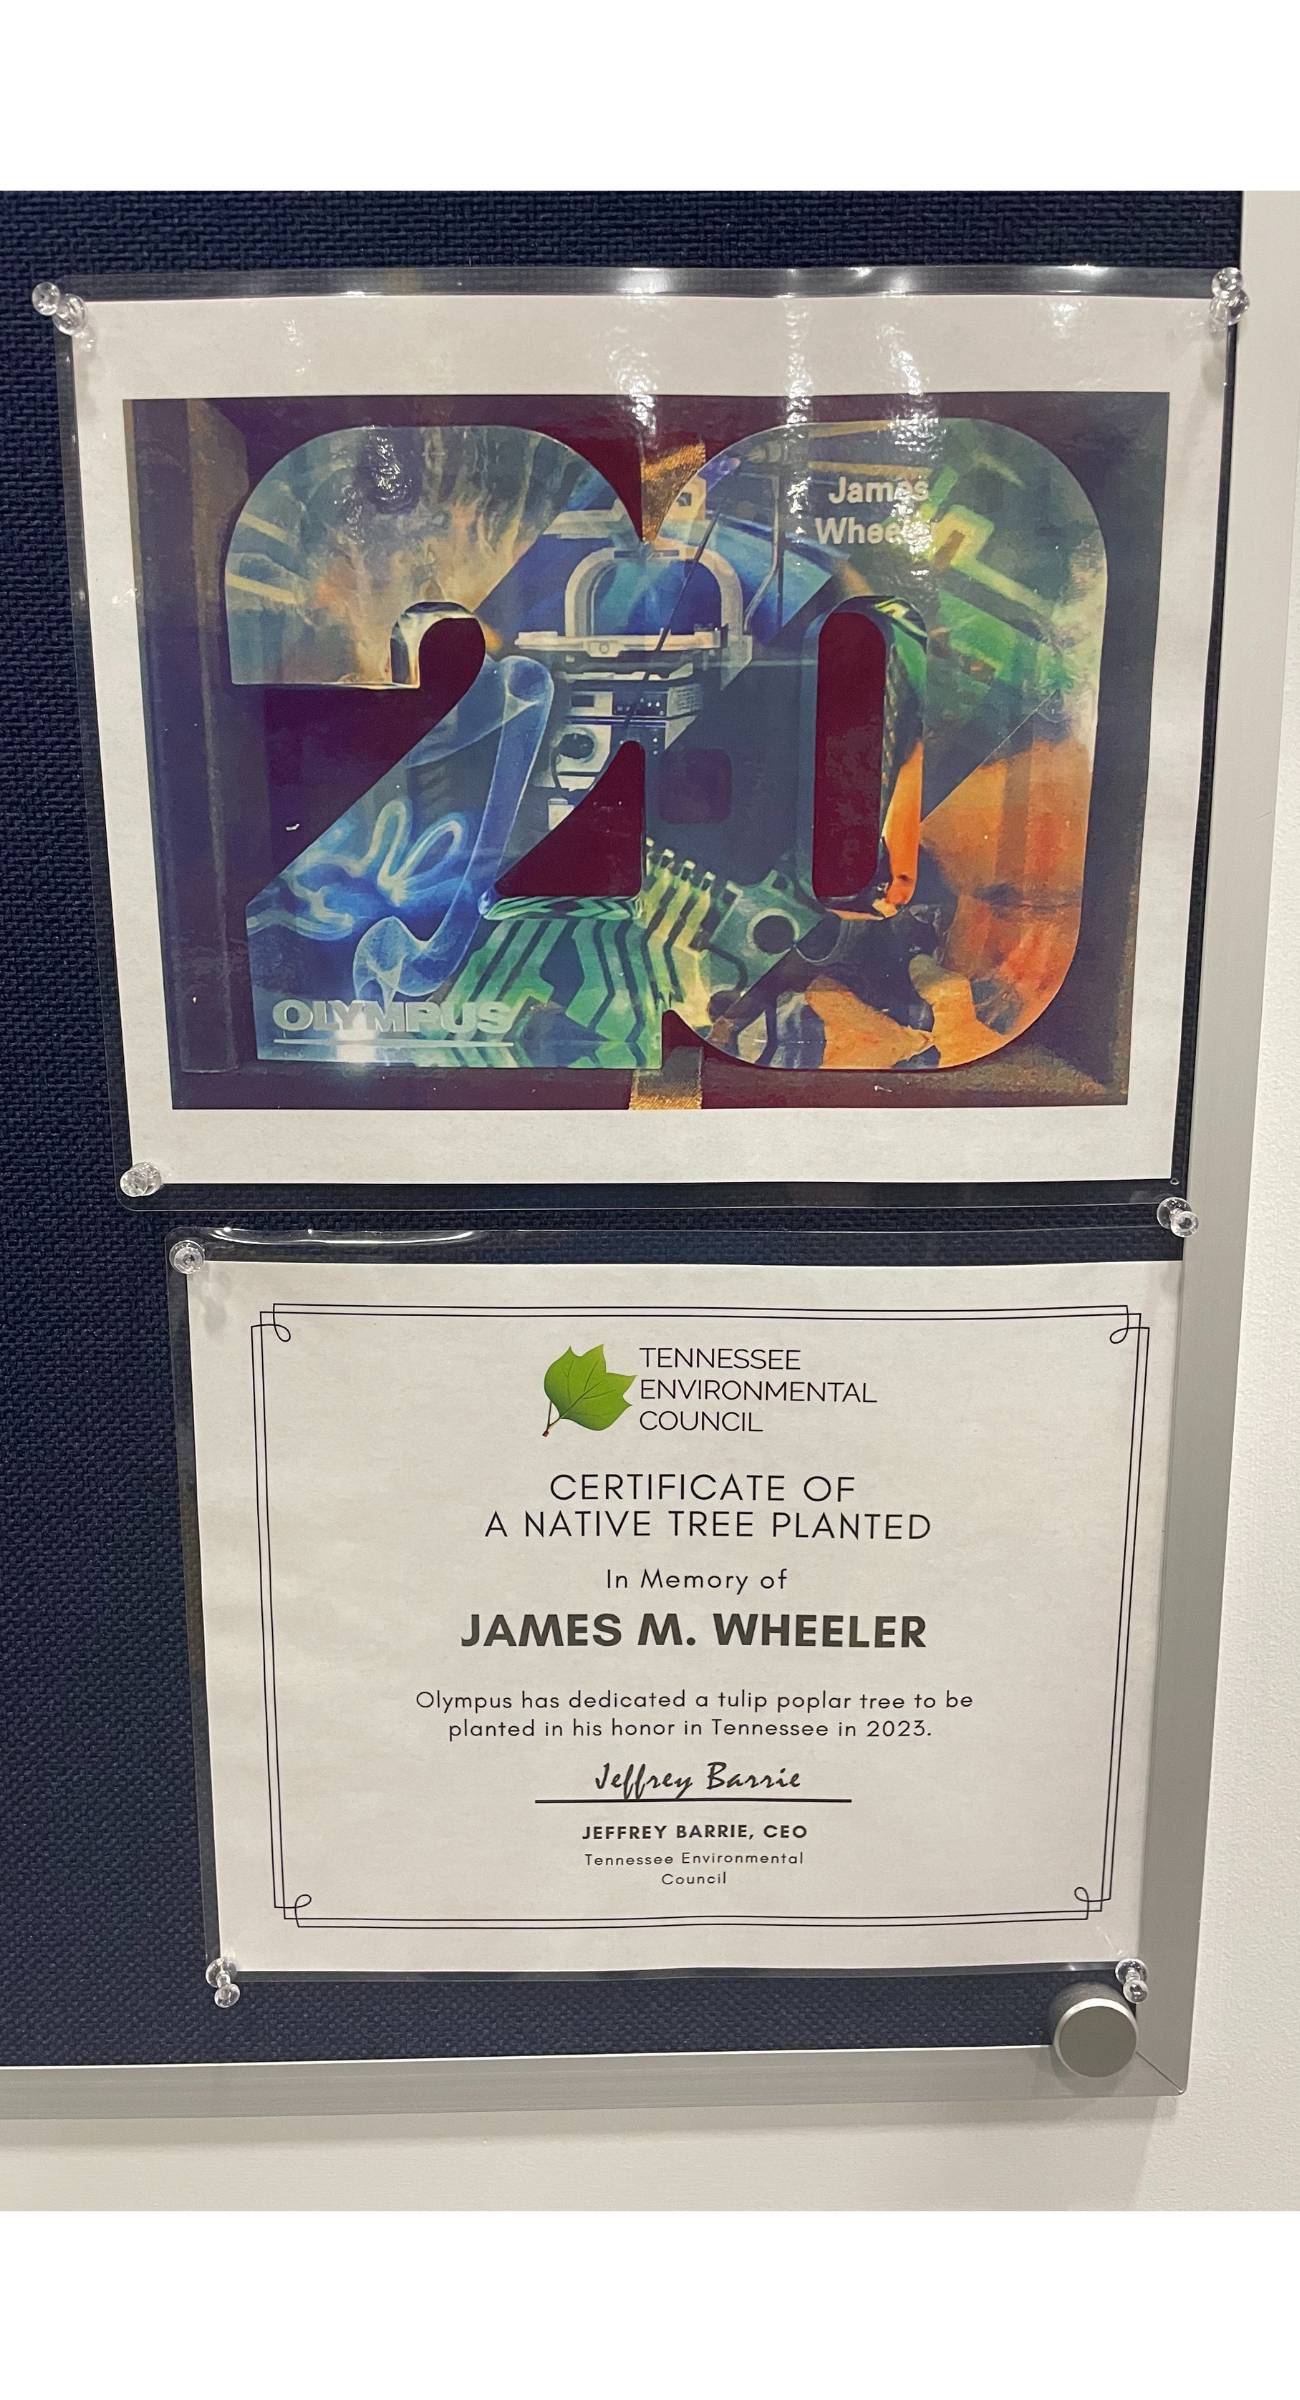 20
James
Wheeler
OLYMPUS
TENNESSEE
ENVIRONMENTAL
COUNCIL
CERTIFICATE OF
A NATIVE TREE PLANTED
In Memory of
JAMES M. WHEELER
Olympus has dedicated a tulip poplar tree to be
planted in his honor in Tennessee in 2023.
Jeffrey Barrie
JEFFREY BARRIE, CEO
Tennessee Environmental
Council